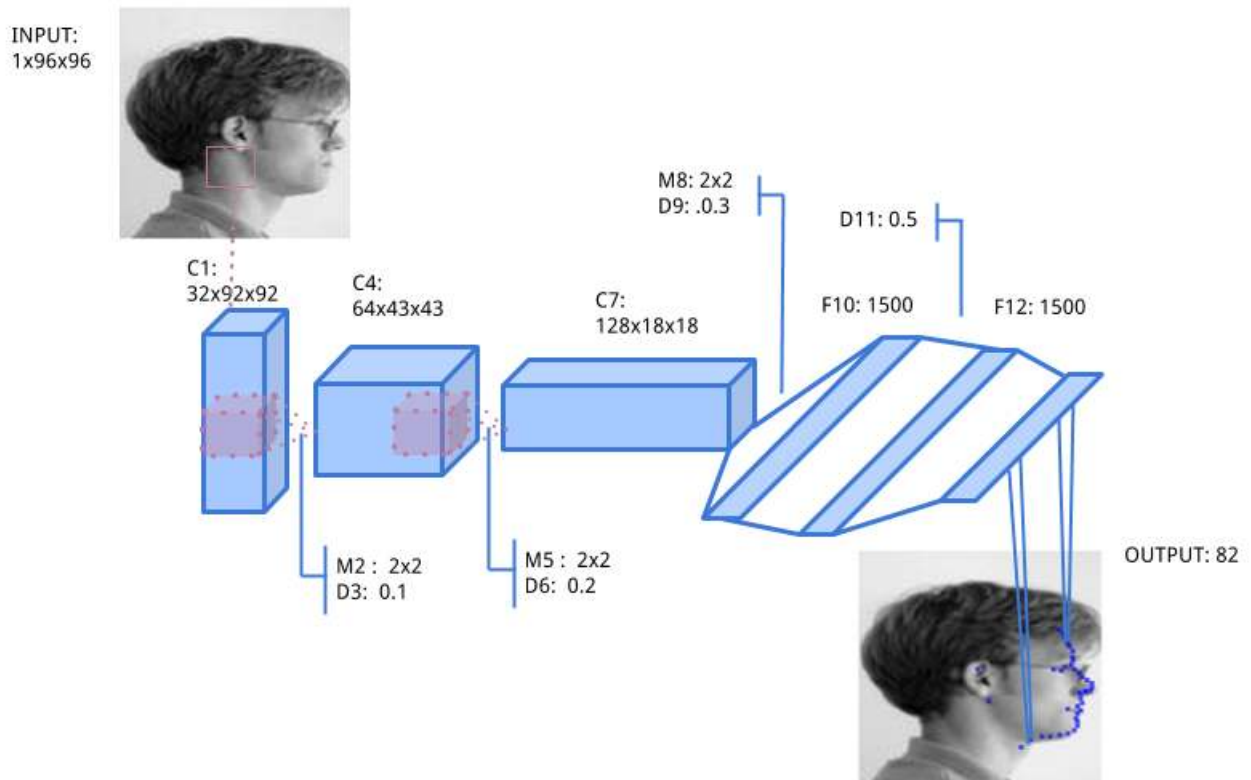 INPUT:
1x96x96
C1:
32x92x92
C4:
64x43x43
C7:
128x18x18
M8: 2x2
D9: .0.3
D11: 0.5
F10: 1500
F12: 1500
M2 : 2x2
D3: 0.1
M5 : 2x2
D6: 0.2
OUTPUT: 82